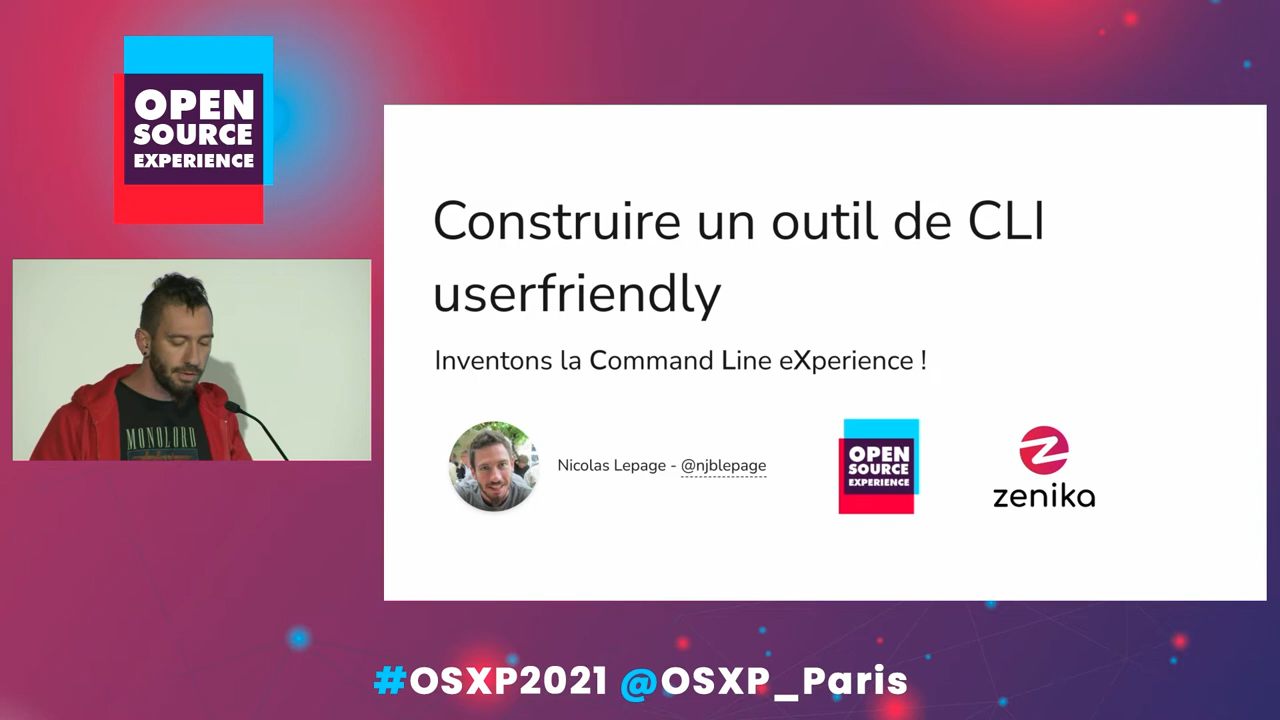 OPEN
SOURCE
EXPERIENCE
MONOLORD
Construire un outil de CLI
userfriendly
Inventons la Command Line eXperience !
Nicolas Lepage - @njblepage
OPEN
SOURCE
EXPERIENCE
zenika
#OSXP2021 @OSXP_Paris